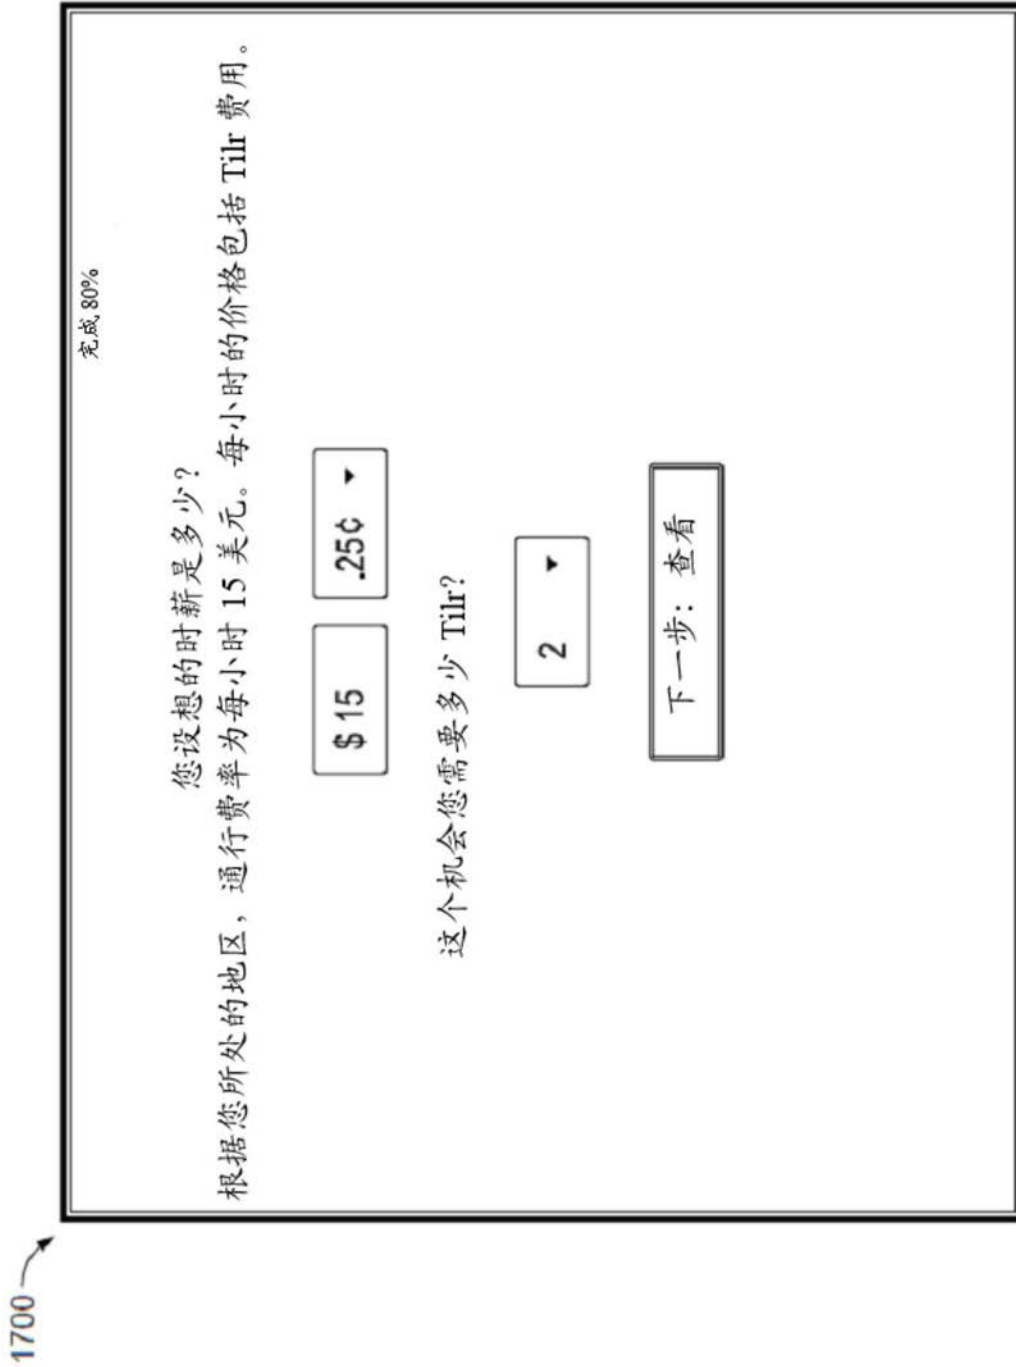 1700
完成 80%
您设想的时薪是多少?
根据您所处的地区，通行费率为每小时 15 美元。每小时的价格包括 Tilr 费用。
$ 15 .25¢
这个机会您需要多少 Tilr?
2
下一步：查看